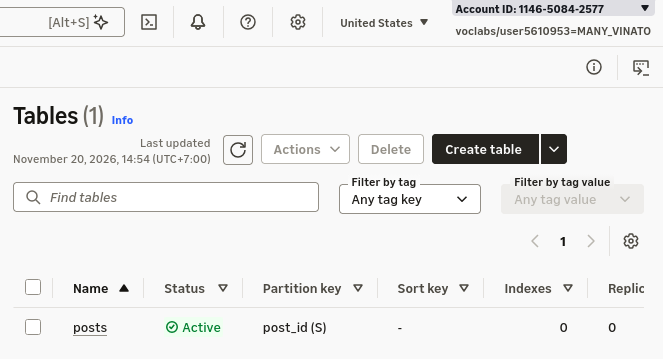 [Alt+S]
United States
Account ID: 1146-5084-2577
voclabs/user5610953=MANY_VINATO
Tables (1) Info
Last updated
November 20, 2026, 14:54 (UTC+7:00)
Actions
Delete
Create table
Find tables
Filter by tag
Any tag key
Filter by tag value
Any tag value
1
Name Status Partition key Sort key Indexes Replic
posts Active post_id (S) - 0 0